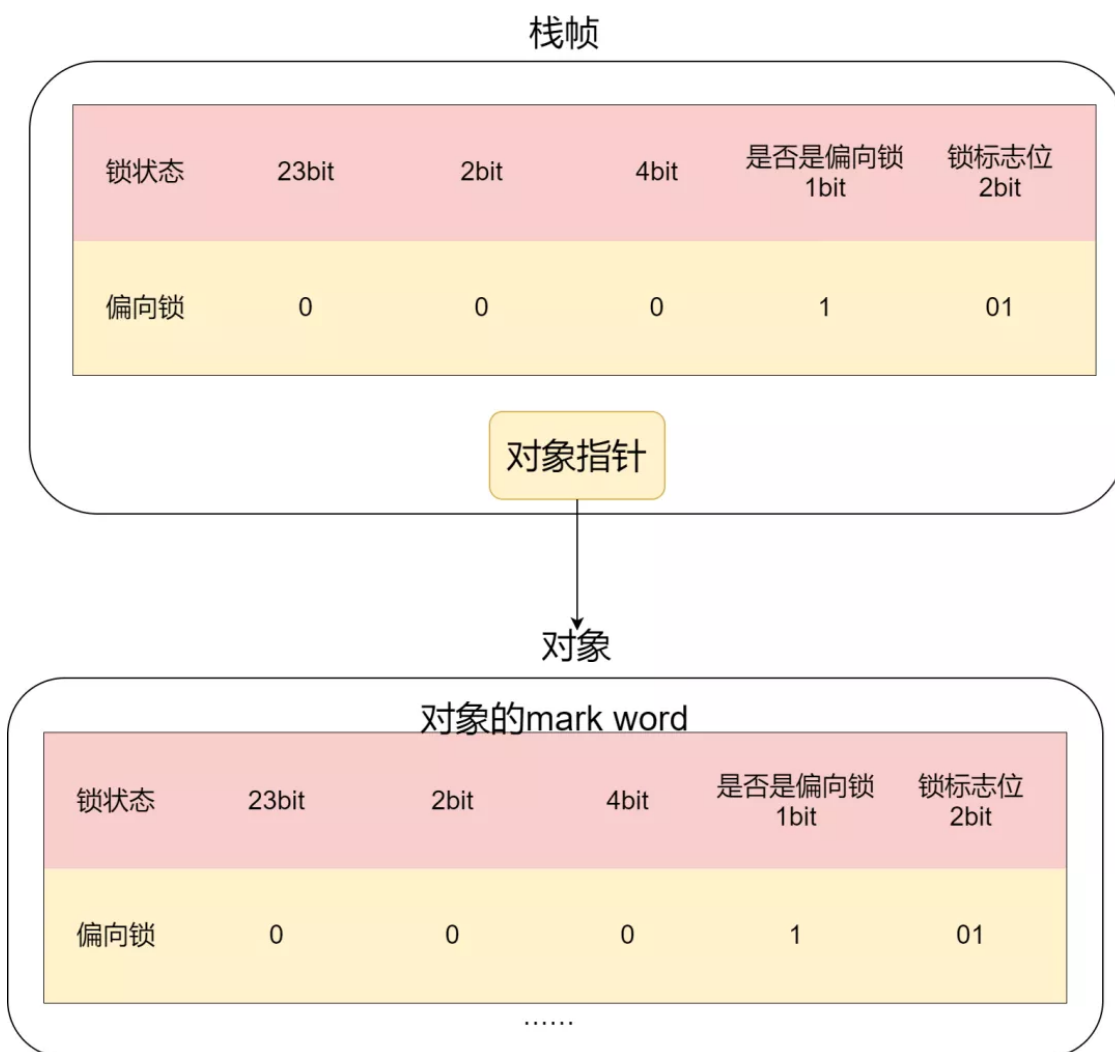 栈帧
锁状态 23bit 2bit 4bit 是否是偏向锁 1bit 锁标志位 2bit
偏向锁 0 0 0 1 01
对象指针
对象
对象的mark word
锁状态 23bit 2bit 4bit 是否是偏向锁 1bit 锁标志位 2bit
偏向锁 0 0 0 1 01
……